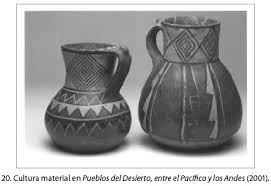 20. Cultura material en Pueblos del Desierto, entre el Pacífico y los Andes (2001).